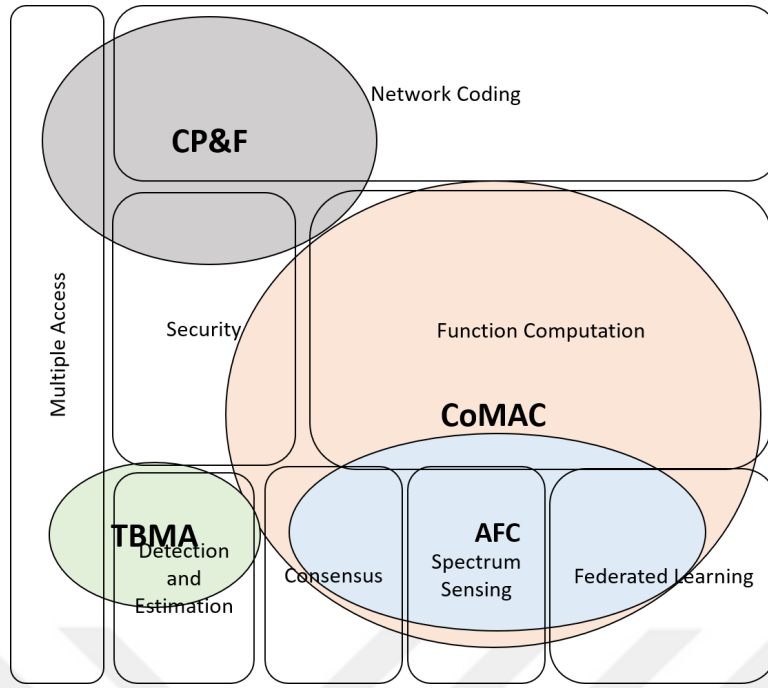 Network Coding
CP&F
Multiple Access
Security
Function Computation
CoMAC
TBMA
Detection
and
Estimation
Consensus
AFC
Spectrum
Sensing
Federated Learning